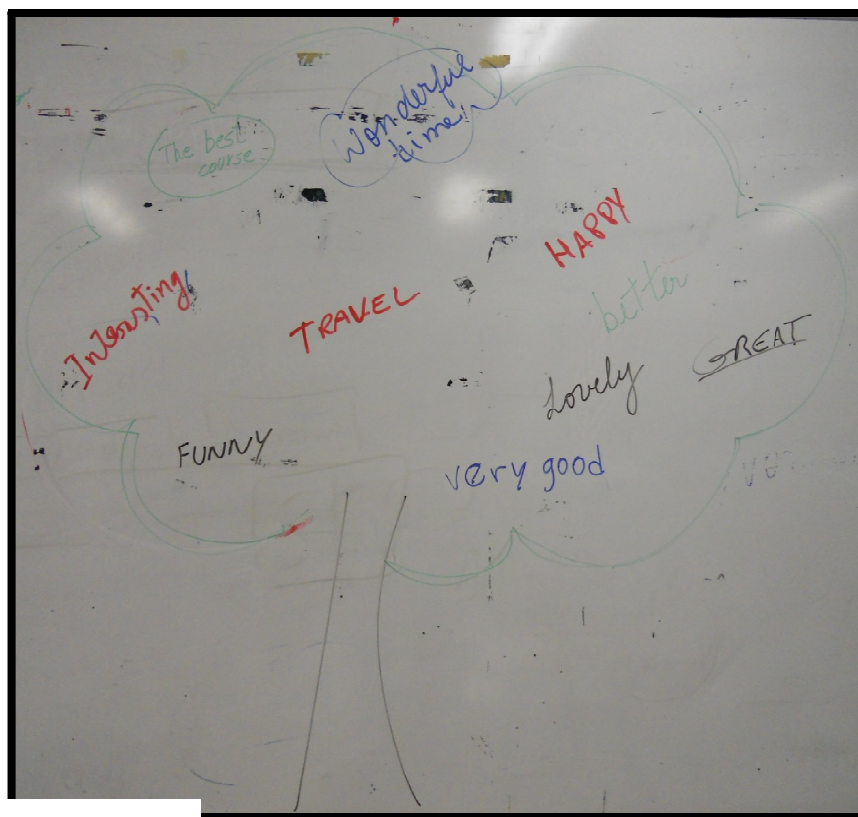 Wonderful
time
The best
course
HAPPY
Interesting
TRAVEL
better
GREAT
Lovely
FUNNY
very good